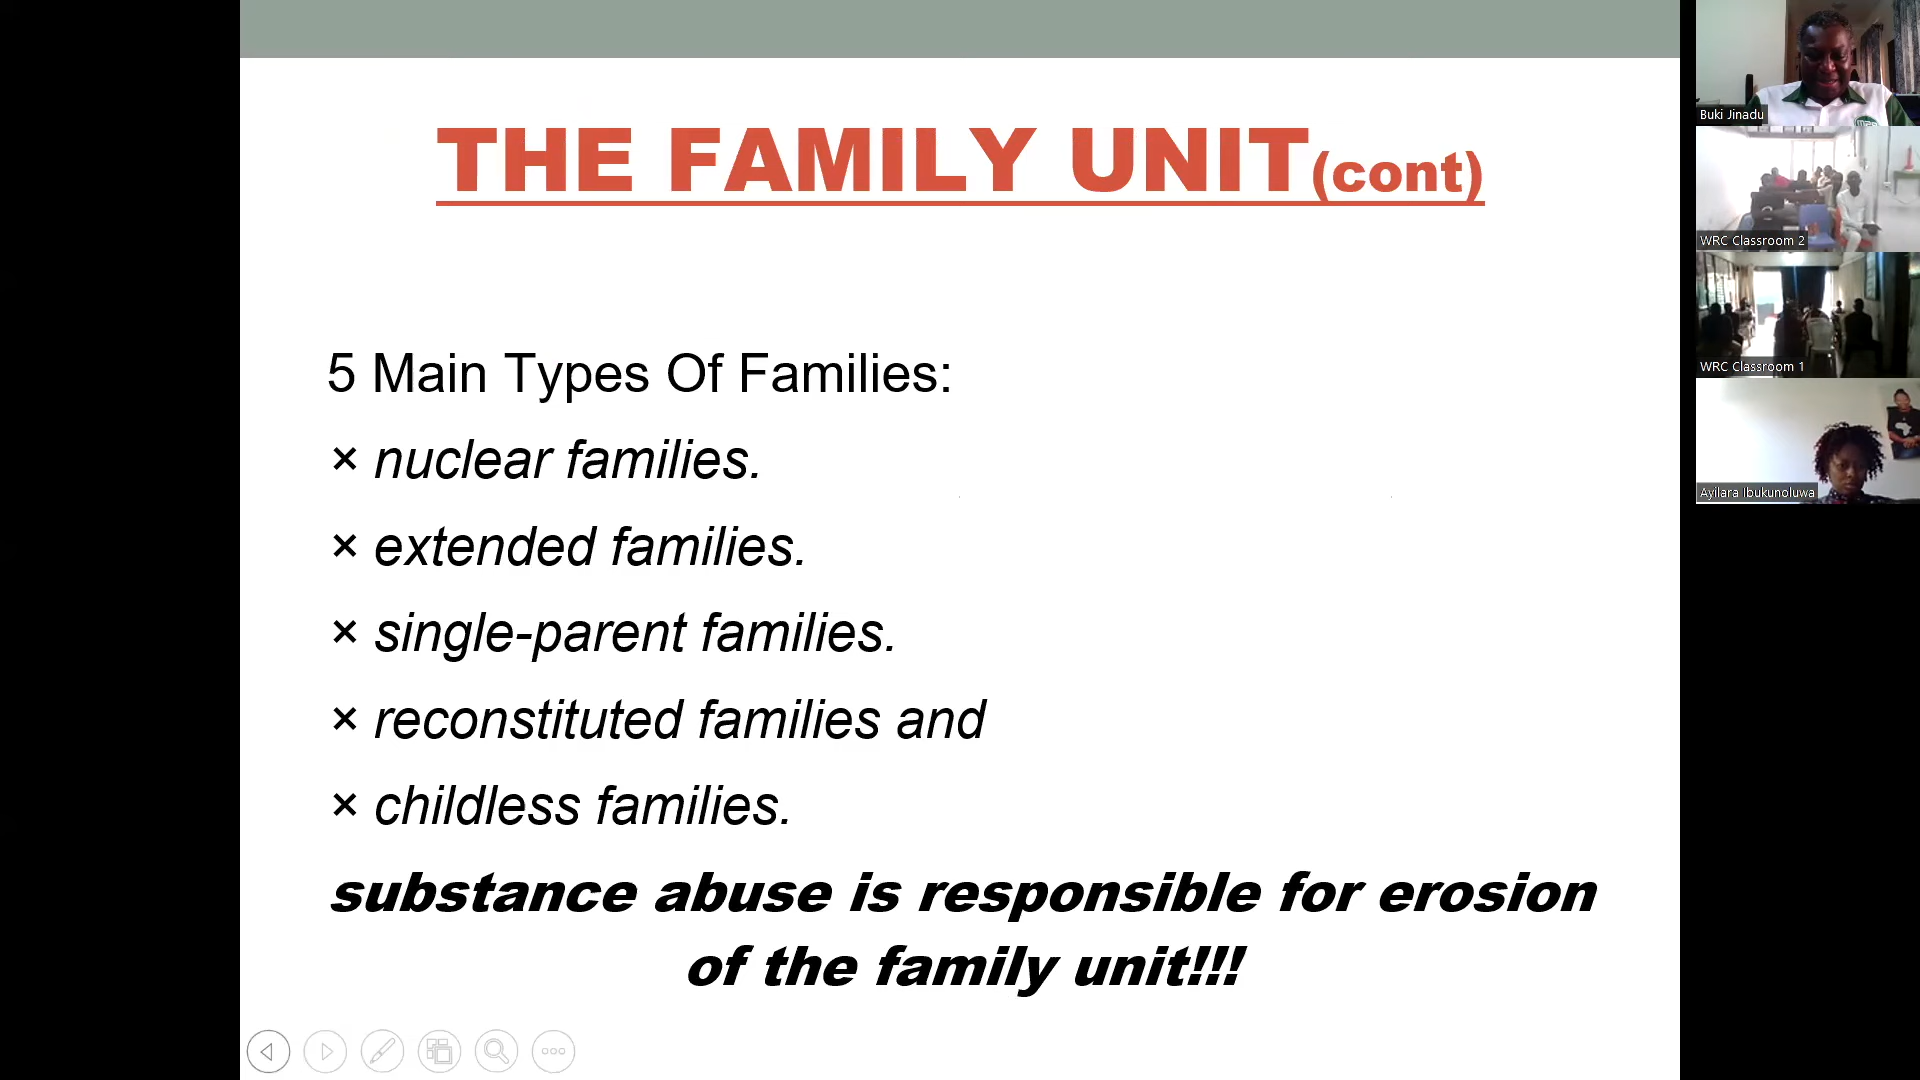 THE FAMILY UNIT(cont)
5 Main Types Of Families:
× nuclear families.
× extended families.
× single-parent families.
× reconstituted families and
× childless families.
substance abuse is responsible for erosion
of the family unit!!!
Buki Jinadu
WRC Classroom 2
WRC Classroom 1
Ayilara Ibukunoluwa